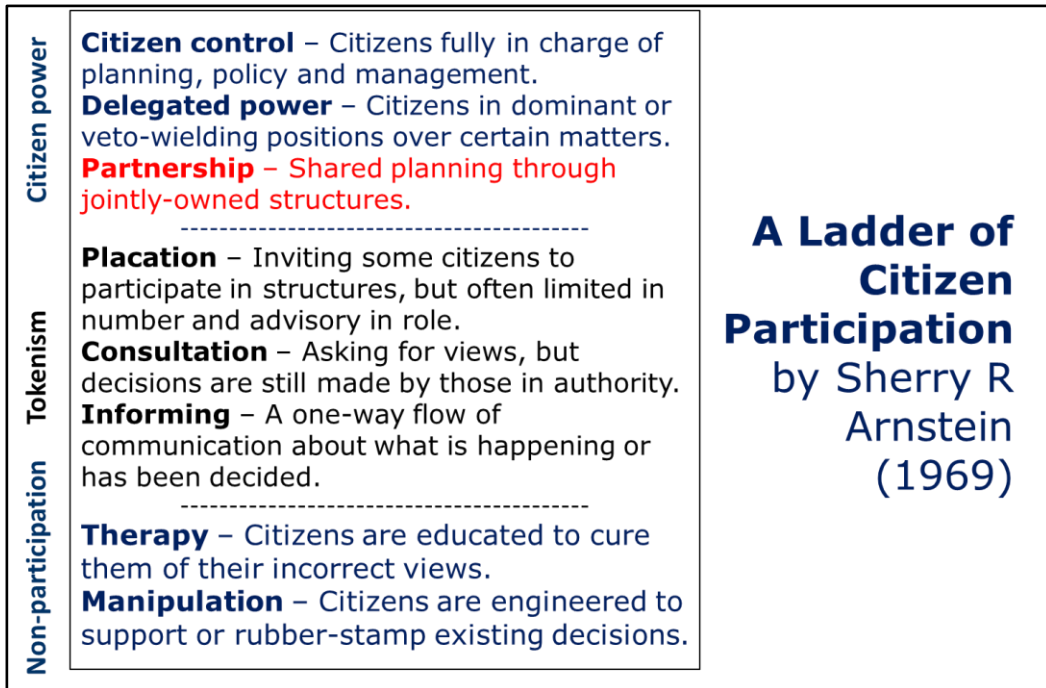 Citizen power
Citizen control – Citizens fully in charge of
planning, policy and management.
Delegated power – Citizens in dominant or
veto-wielding positions over certain matters.
Partnership – Shared planning through
jointly-owned structures.
------------------------------------------
Tokenism
Placation – Inviting some citizens to
participate in structures, but often limited in
number and advisory in role.
Consultation – Asking for views, but
decisions are still made by those in authority.
Informing – A one-way flow of
communication about what is happening or
has been decided.
------------------------------------------
Non-participation
Therapy – Citizens are educated to cure
them of their incorrect views.
Manipulation – Citizens are engineered to
support or rubber-stamp existing decisions.
A Ladder of
Citizen
Participation
by Sherry R
Arnstein
(1969)